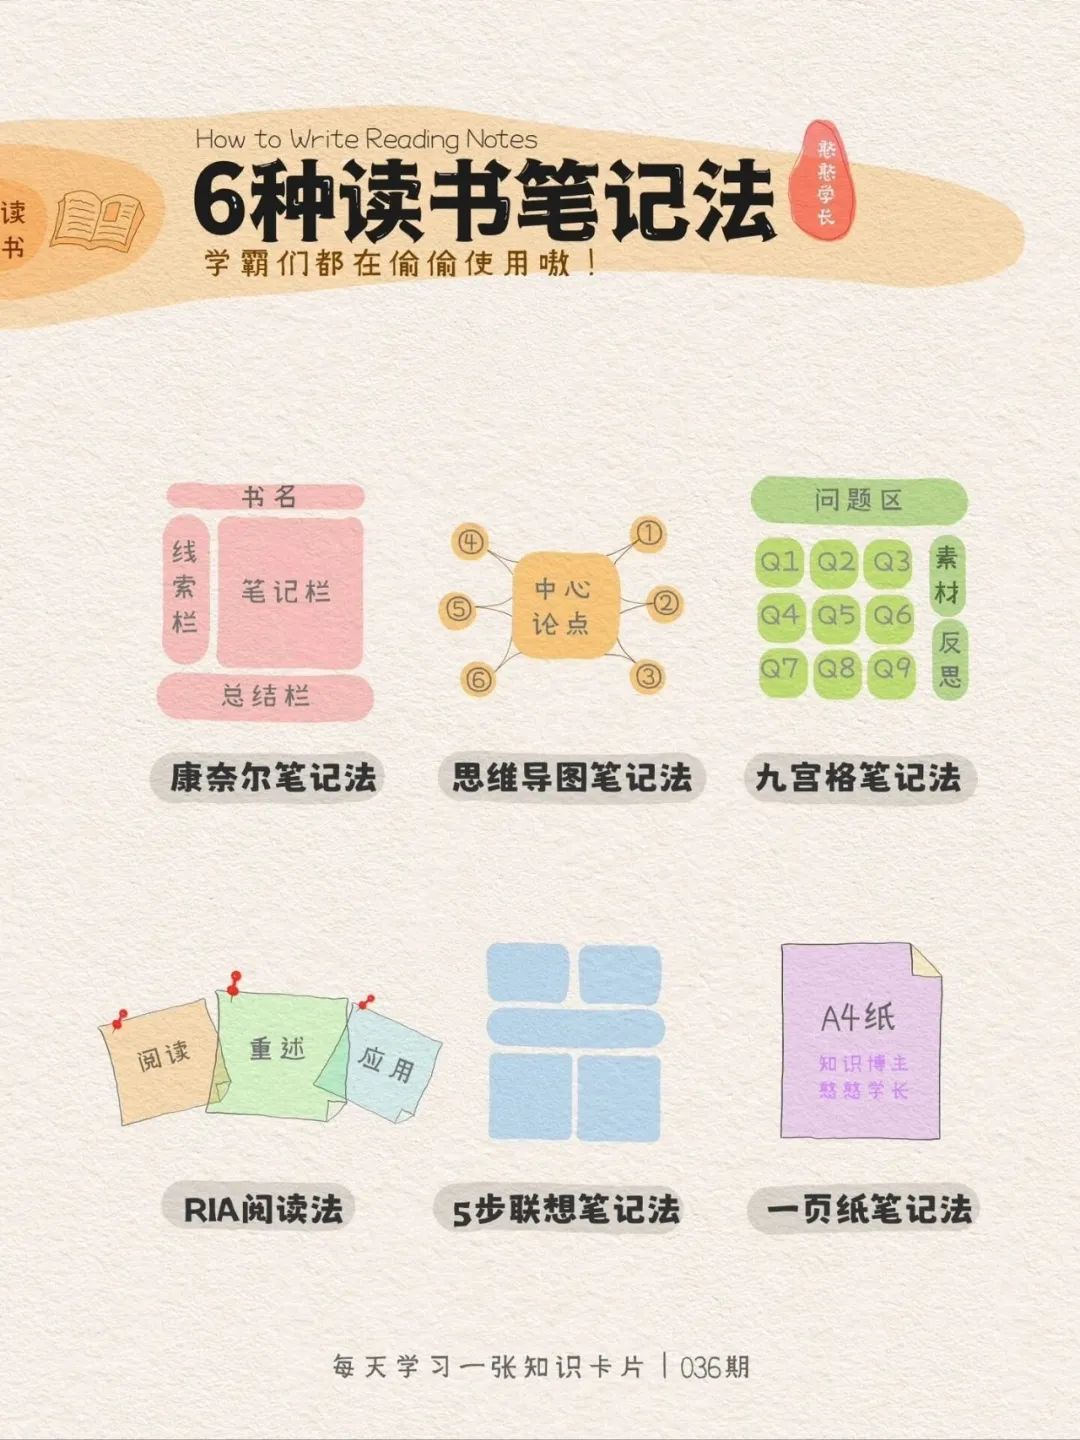 How to Write Reading Notes
6种读书笔记法
憨憨学长
读书
学霸们都在偷偷使用嗷！
书名
线索栏
笔记栏
总结栏
康奈尔笔记法
中心
论点
①
②
③
④
⑤
⑥
思维导图笔记法
问题区
Q1 Q2 Q3
Q4 Q5 Q6
Q7 Q8 Q9
素材
反思
九宫格笔记法
阅读
重述
应用
RIA阅读法
5步联想笔记法
A4纸
知识博主
憨憨学长
一页纸笔记法
每天学习一张知识卡片｜036期